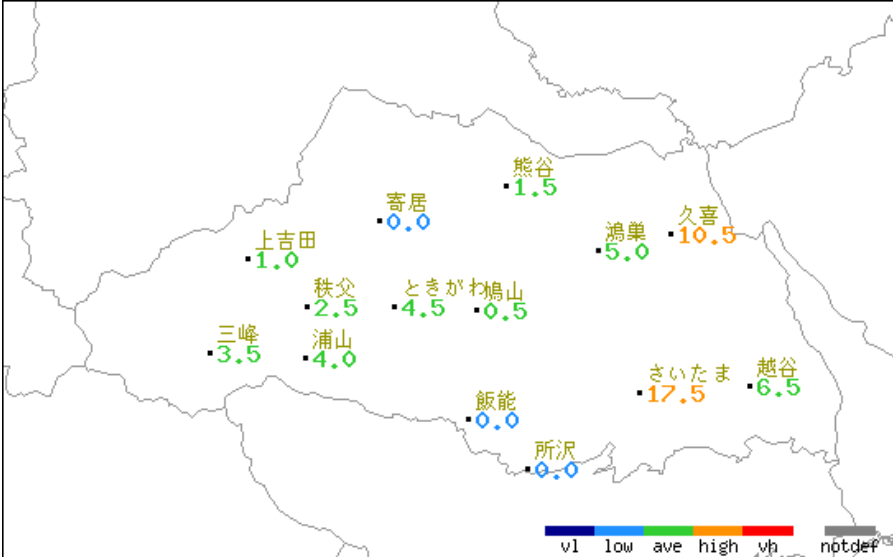 熊谷
1.5
寄居
0.0
久喜
10.5
鴻巣
5.0
上吉田
1.0
秩父
2.5
ときがわ
4.5
鳩山
0.5
三峰
3.5
浦山
4.0
さいたま
17.5
越谷
6.5
飯能
0.0
所沢
0.0
vl low ave high vh notdef